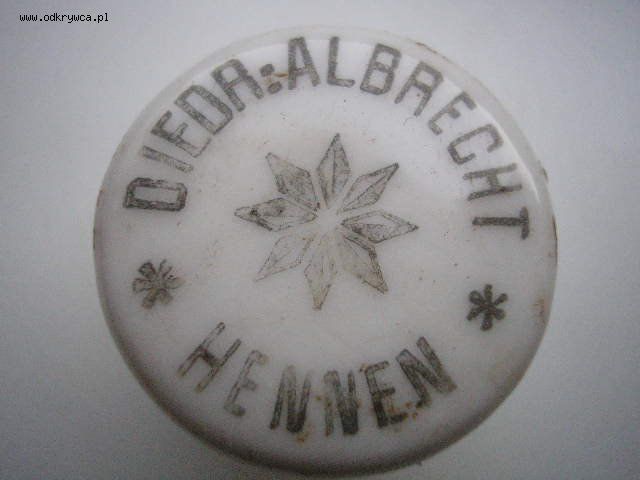 www.odkrywca.pl
DIEDR: ALBRECHT
* HENNEN *